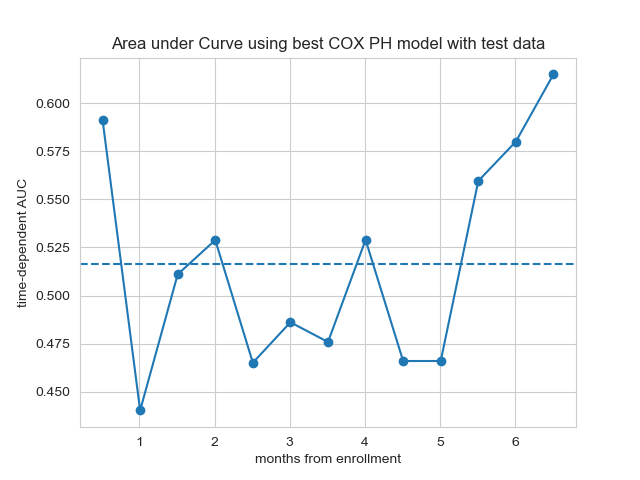 Area under Curve using best COX PH model with test data
time-dependent AUC
0.600
0.575
0.550
0.525
0.500
0.475
0.450
1 2 3 4 5 6
months from enrollment